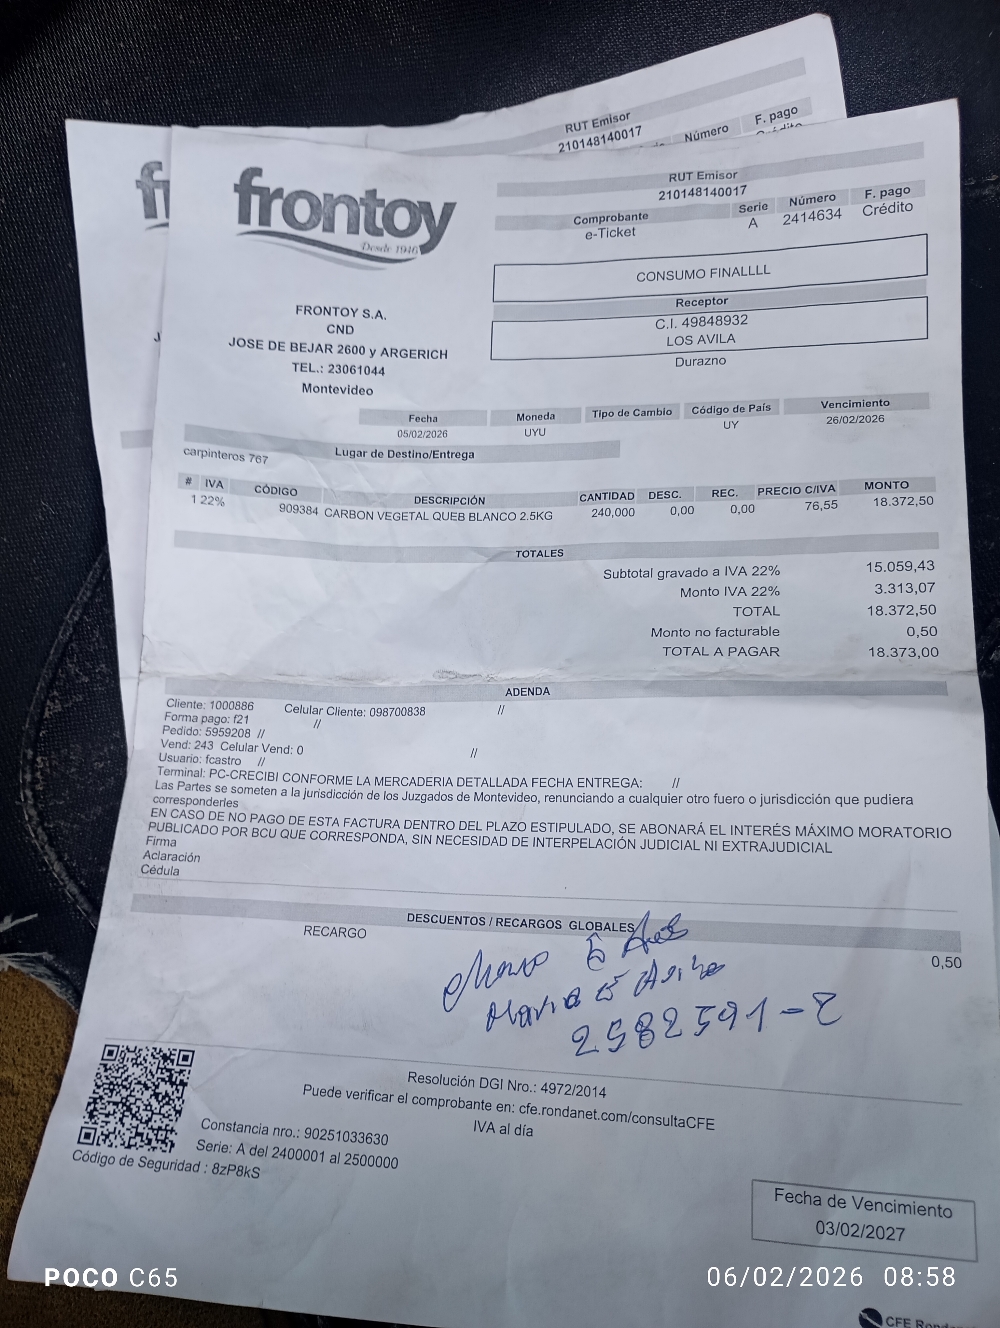 RUT Emisor
210148140017
Número
F. pago
frontoy
Desde 1946
RUT Emisor
210148140017
Comprobante Serie Número F. pago
e-Ticket A 2414634 Crédito
CONSUMO FINALLLL
Receptor
C.I. 49848932
LOS AVILA
Durazno
FRONTOY S.A.
CND
JOSE DE BEJAR 2600 y ARGERICH
TEL.: 23061044
Montevideo
Fecha Moneda Tipo de Cambio Código de País Vencimiento
05/02/2026 UYU UY 26/02/2026
carpinteros 767 Lugar de Destino/Entrega
# IVA CÓDIGO DESCRIPCIÓN CANTIDAD DESC. REC. PRECIO C/IVA MONTO
1 22% 909384 CARBON VEGETAL QUEB BLANCO 2.5KG 240,000 0,00 0,00 76,55 18.372,50
TOTALES
Subtotal gravado a IVA 22% 15.059,43
Monto IVA 22% 3.313,07
TOTAL 18.372,50
Monto no facturable 0,50
TOTAL A PAGAR 18.373,00
ADENDA
Cliente: 1000886 Celular Cliente: 098700838 //
Forma pago: f21 //
Pedido: 5959208 //
Vend: 243 Celular Vend: 0 //
Usuario: fcastro //
Terminal: PC-CRECIBI CONFORME LA MERCADERIA DETALLADA FECHA ENTREGA: //
Las Partes se someten a la jurisdicción de los Juzgados de Montevideo, renunciando a cualquier otro fuero o jurisdicción que pudiera
corresponderles
EN CASO DE NO PAGO DE ESTA FACTURA DENTRO DEL PLAZO ESTIPULADO, SE ABONARÁ EL INTERÉS MÁXIMO MORATORIO
PUBLICADO POR BCU QUE CORRESPONDA, SIN NECESIDAD DE INTERPELACIÓN JUDICIAL NI EXTRAJUDICIAL
Firma
Aclaración
Cédula
DESCUENTOS / RECARGOS GLOBALES
RECARGO 0,50
2582591-2
Resolución DGI Nro.: 4972/2014
Puede verificar el comprobante en: cfe.rondanet.com/consultaCFE
IVA al día
Constancia nro.: 90251033630
Serie: A del 2400001 al 2500000
Código de Seguridad : 8zP8kS
Fecha de Vencimiento
03/02/2027
POCO C65
06/02/2026 08:58
CFE